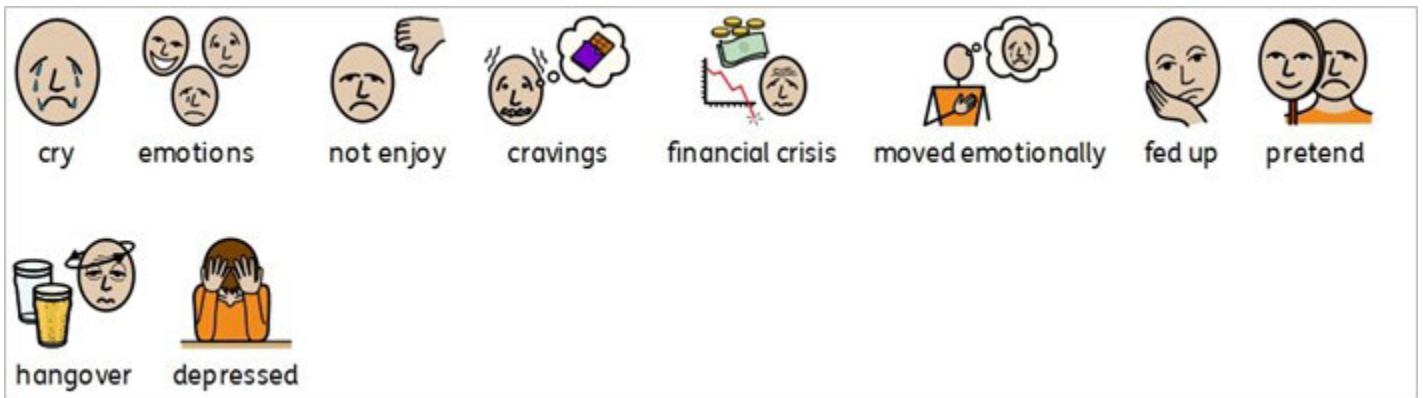 cry emotions not enjoy cravings financial crisis moved emotionally fed up pretend
hangover depressed